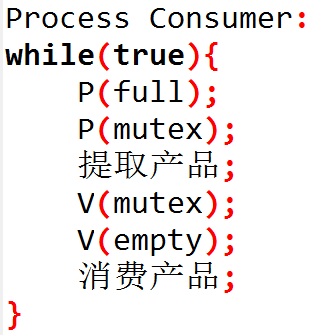 Process Consumer:
while(true){
P(full);
P(mutex);
提取产品;
V(mutex);
V(empty);
消费产品;
}